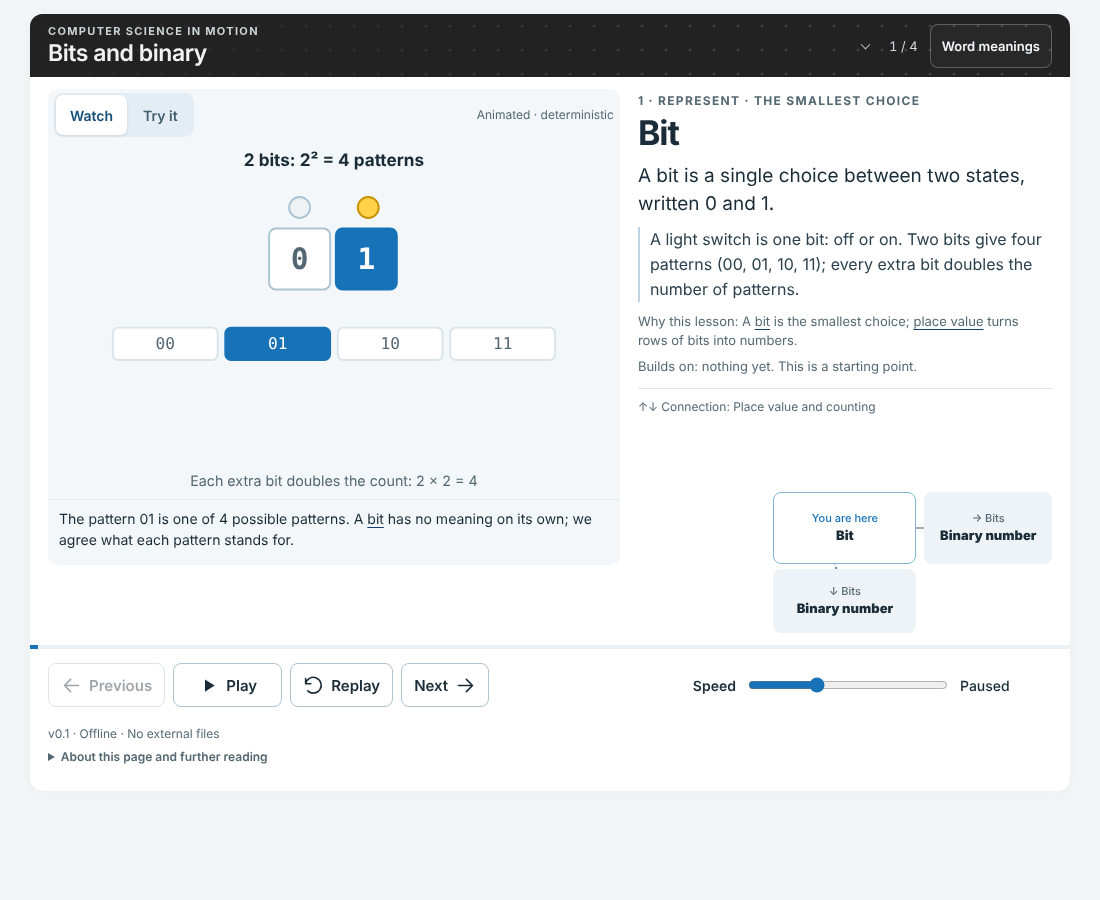 COMPUTER SCIENCE IN MOTION
Bits and binary
1 / 4
Word meanings
Watch
Try it
Animated · deterministic
2 bits: 2² = 4 patterns
0
1
00
01
10
11
Each extra bit doubles the count: 2 × 2 = 4
The pattern 01 is one of 4 possible patterns. A bit has no meaning on its own; we
agree what each pattern stands for.
1 · REPRESENT · THE SMALLEST CHOICE
Bit
A bit is a single choice between two states,
written 0 and 1.
A light switch is one bit: off or on. Two bits give four
patterns (00, 01, 10, 11); every extra bit doubles the
number of patterns.
Why this lesson: A bit is the smallest choice; place value turns
rows of bits into numbers.
Builds on: nothing yet. This is a starting point.
↑↓ Connection: Place value and counting
You are here
Bit
→ Bits
Binary number
↓ Bits
Binary number
← Previous
Play
Replay
Next →
Speed
Paused
v0.1 · Offline · No external files
About this page and further reading